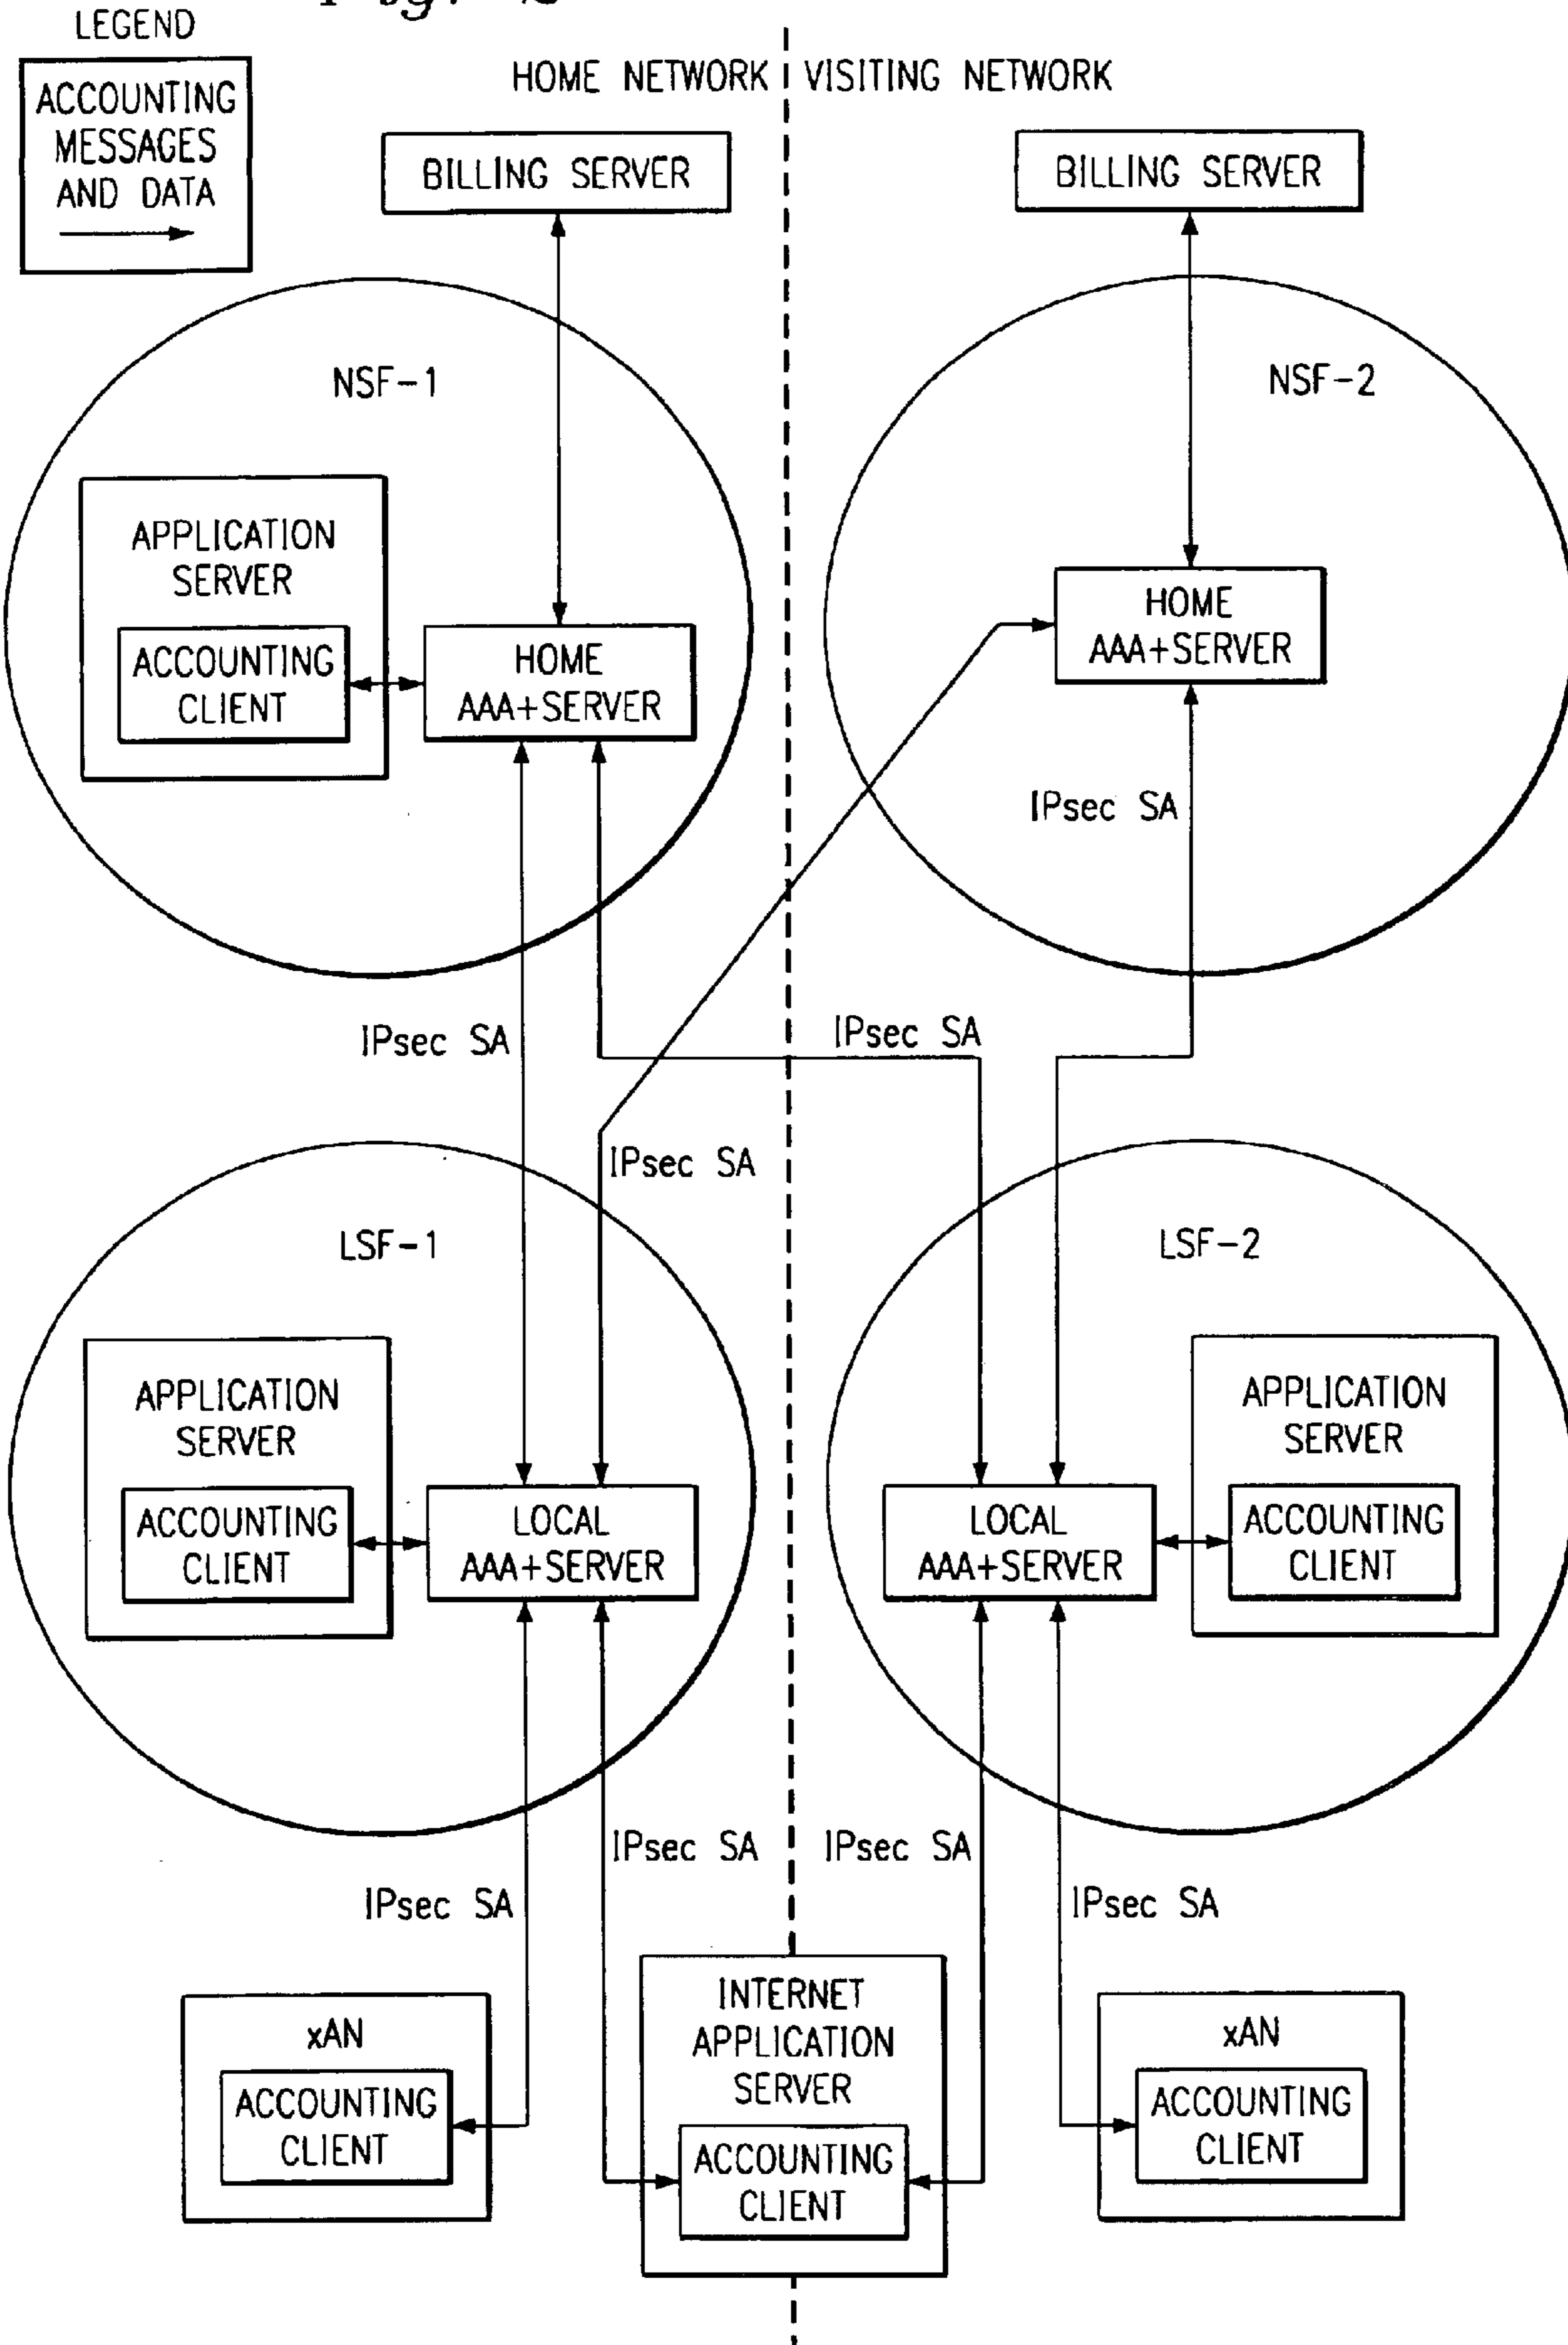 LEGEND
ACCOUNTING
MESSAGES
AND DATA
HOME NETWORK
VISITING NETWORK
BILLING SERVER
BILLING SERVER
NSF-1
APPLICATION
SERVER
ACCOUNTING
CLIENT
HOME
AAA+SERVER
NSF-2
HOME
AAA+SERVER
IPsec SA
IPsec SA
IPsec SA
IPsec SA
LSF-1
APPLICATION
SERVER
ACCOUNTING
CLIENT
LOCAL
AAA+SERVER
LSF-2
LOCAL
AAA+SERVER
APPLICATION
SERVER
ACCOUNTING
CLIENT
IPsec SA
IPsec SA
IPsec SA
IPsec SA
xAN
ACCOUNTING
CLIENT
INTERNET
APPLICATION
SERVER
ACCOUNTING
CLIENT
xAN
ACCOUNTING
CLIENT